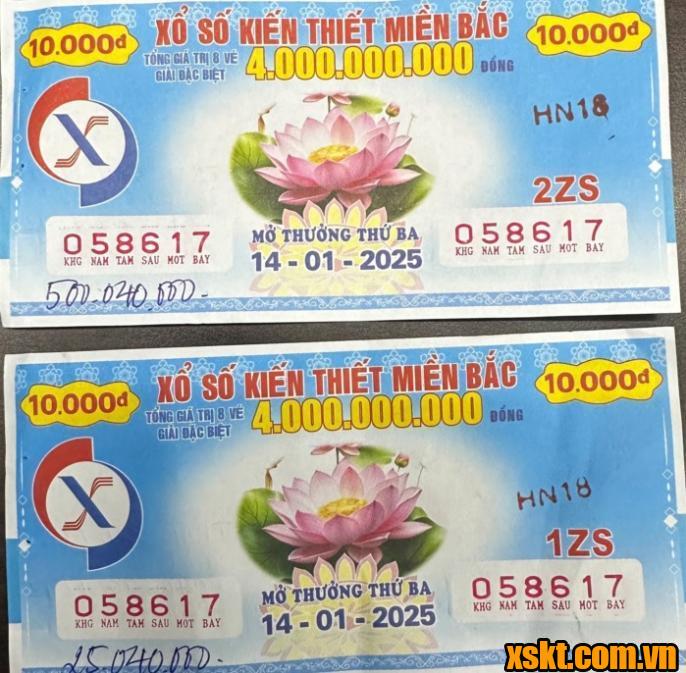 10.000đ XỔ SỐ KIẾN THIẾT MIỀN BẮC 10.000đ
TỔNG GIÁ TRỊ 8 VÉ
GIẢI ĐẶC BIỆT
4.000.000.000 ĐỒNG
X
HN18
2ZS
058617
KHG NAM TAM SAU MOT BAY
MỞ THƯỞNG THỨ BA
14-01-2025
058617
KHG NAM TAM SAU MOT BAY
500.040.000.-
10.000đ XỔ SỐ KIẾN THIẾT MIỀN BẮC 10.000đ
TỔNG GIÁ TRỊ 8 VÉ
GIẢI ĐẶC BIỆT
4.000.000.000 ĐỒNG
X
HN18
1ZS
058617
KHG NAM TAM SAU MOT BAY
MỞ THƯỞNG THỨ BA
14-01-2025
058617
KHG NAM TAM SAU MOT BAY
25.040.000.-
xskt.com.vn